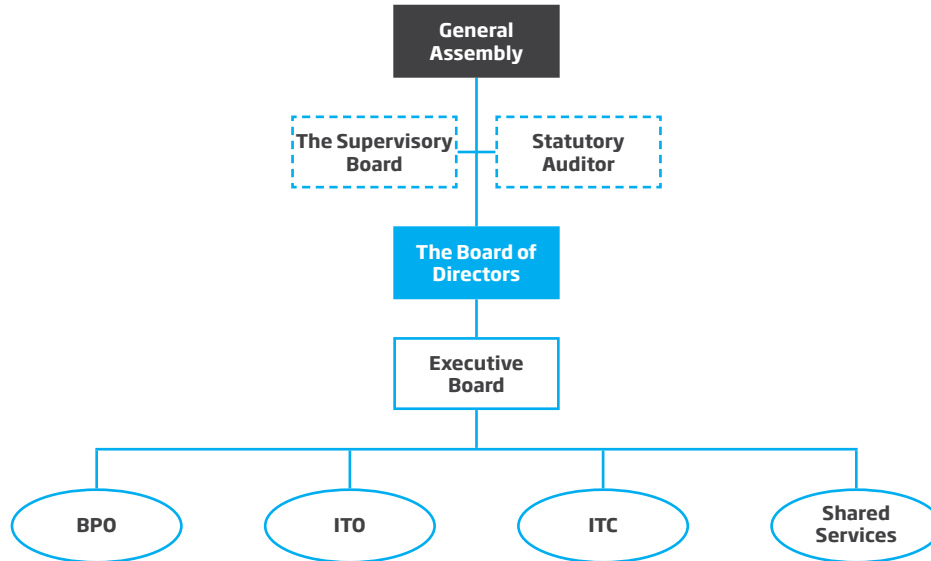 General
Assembly
The Supervisory
Board
Statutory
Auditor
The Board of
Directors
Executive
Board
BPO
ITO
ITC
Shared
Services